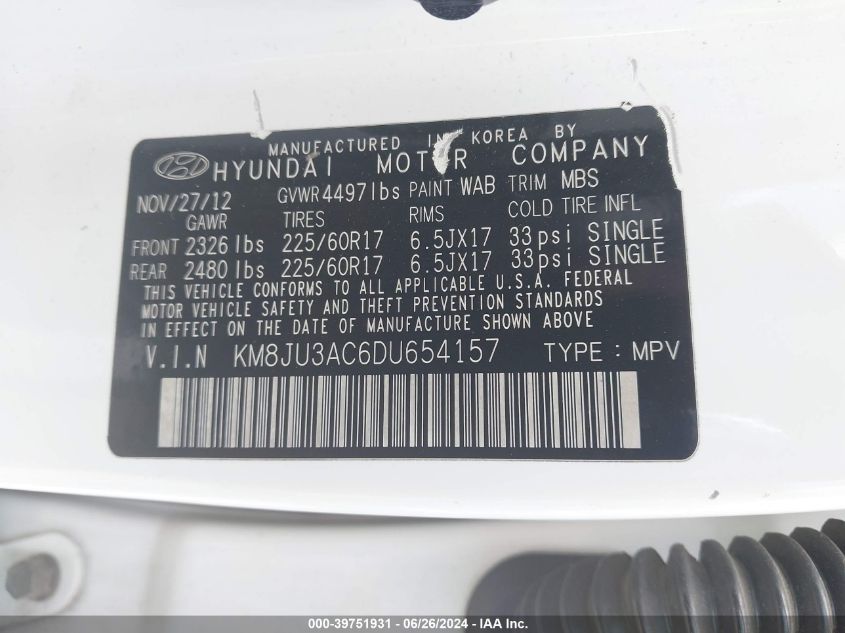 MANUFACTURED IN KOREA BY
HYUNDAI MOTOR COMPANY
NOV/27/12 GVWR 4497 lbs PAINT WAB TRIM MBS
GAWR TIRES RIMS COLD TIRE INFL
FRONT 2326 lbs 225/60R17 6.5JX17 33psi SINGLE
REAR 2480 lbs 225/60R17 6.5JX17 33psi SINGLE
THIS VEHICLE CONFORMS TO ALL APPLICABLE U.S.A. FEDERAL
MOTOR VEHICLE SAFETY AND THEFT PREVENTION STANDARDS
IN EFFECT ON THE DATE OF MANUFACTURE SHOWN ABOVE
V.I.N KM8JU3AC6DU654157 TYPE : MPV
000-39751931 - 06/26/2024 - IAA Inc.